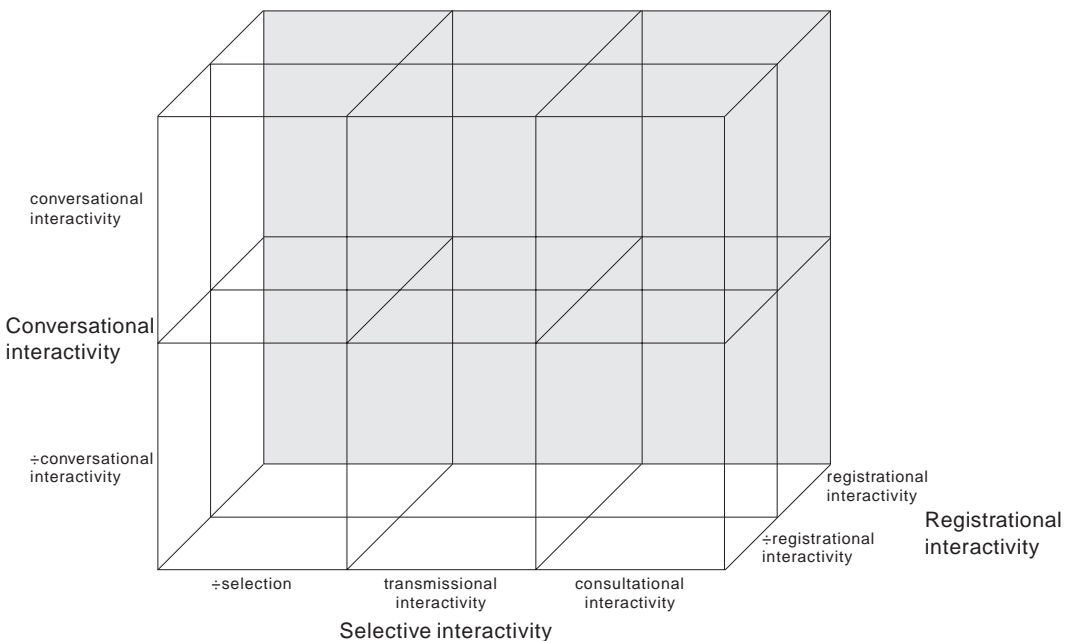 conversational
interactivity
Conversational
interactivity
÷conversational
interactivity
registrational
interactivity
Registrational
interactivity
÷registrational
interactivity
÷selection
transmissional
interactivity
consultational
interactivity
Selective interactivity